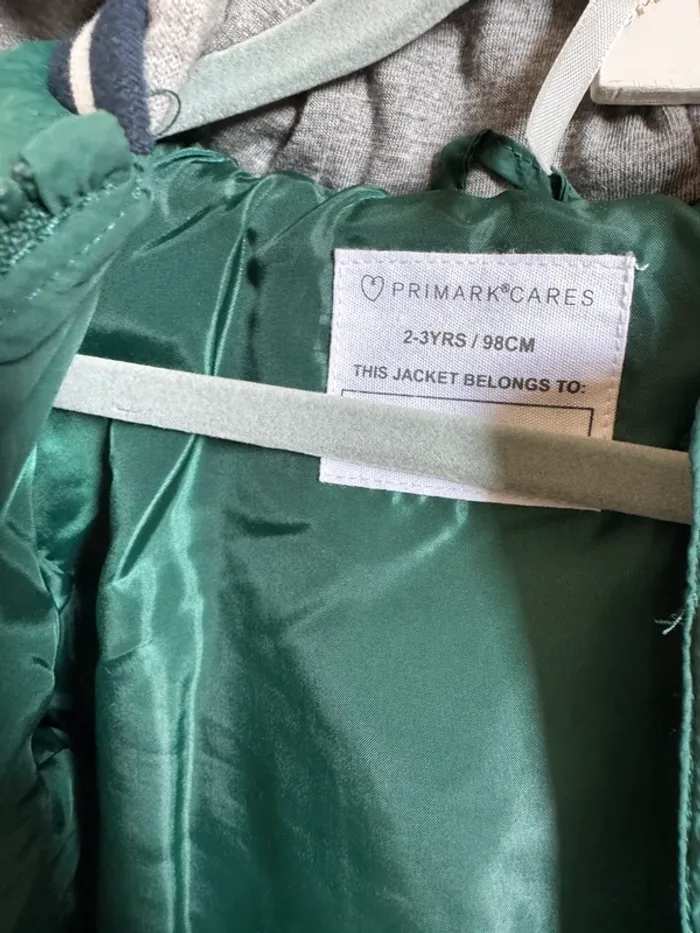 PRIMARK®CARES
2-3YRS / 98CM
THIS JACKET BELONGS TO: